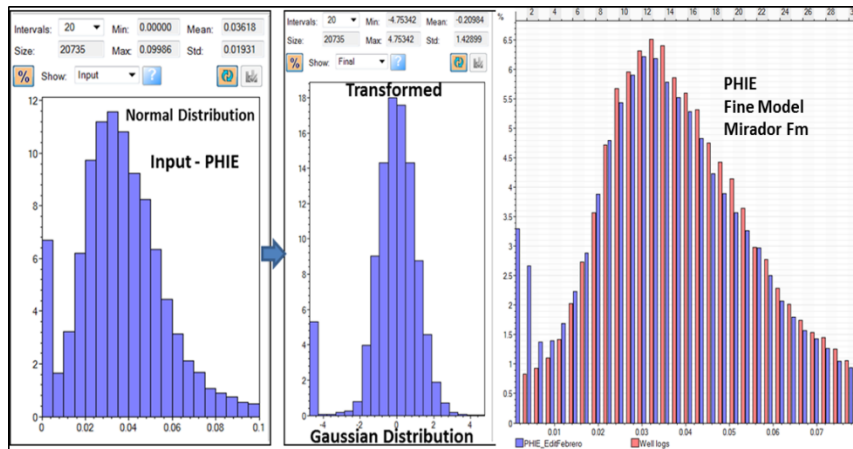 Intervals: 20 Min: 0.00000 Mean: 0.03618
Size: 20735 Max: 0.09986 Std: 0.01931
% Show: Input ?
12
10
8
6
4
2
0
Normal Distribution
Input - PHIE
0 0.02 0.04 0.06 0.08 0.1
Intervals: 20 Min: -4.75342 Mean: -0.20984
Size: 20735 Max: 4.75342 Std: 1.42899
% Show: Final ?
Transformed
18
16
14
12
10
8
6
4
2
0
-4 -2 0 2 4
Gaussian Distribution
2 4 6 8 10 12 14 16 18 20 22 24 26 28
%
6.5
6
5.5
5
4.5
4
3.5
3
2.5
2
1.5
1
0.5
0
PHIE
Fine Model
Mirador Fm
0.01 0.02 0.03 0.04 0.05 0.06 0.07
PHIE_EditFebrero Well logs